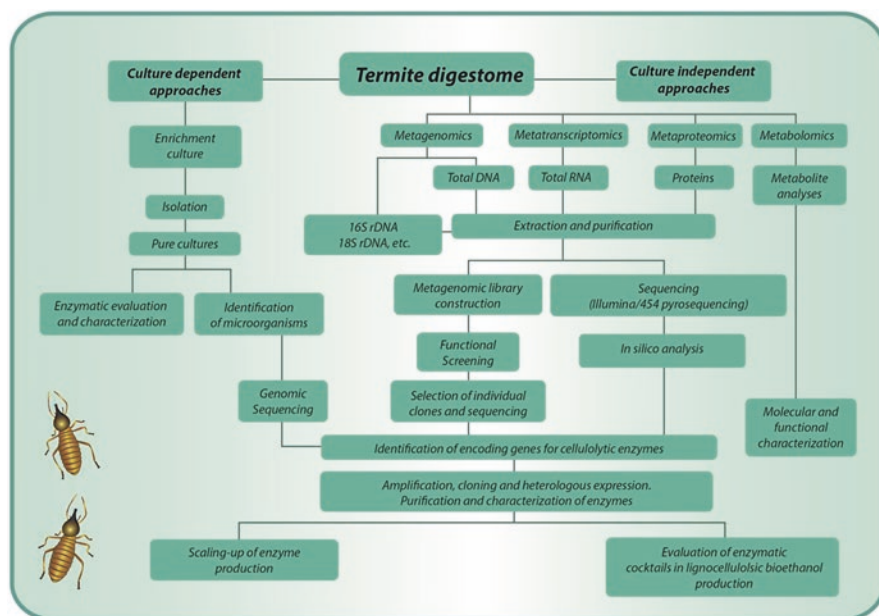 Culture dependent
approaches
Termite digestome
Culture independent
approaches
Enrichment
culture
Metagenomics
Metatranscriptomics
Metaproteomics
Metabolomics
Total DNA
Total RNA
Proteins
Metabolite
analyses
Isolation
16S rDNA
18S rDNA, etc.
Extraction and purification
Pure cultures
Enzymatic evaluation
and characterization
Identification
of microorganisms
Metagenomic library
construction
Sequencing
(Illumina/454 pyrosequencing)
Functional
Screening
In silico analysis
Genomic
Sequencing
Selection of individual
clones and sequencing
Molecular and
functional
characterization
Identification of encoding genes for cellulolytic enzymes
Amplification, cloning and heterologous expression.
Purification and characterization of enzymes
Scaling-up of enzyme
production
Evaluation of enzymatic
cocktails in lignocellulolsic bioethanol
production